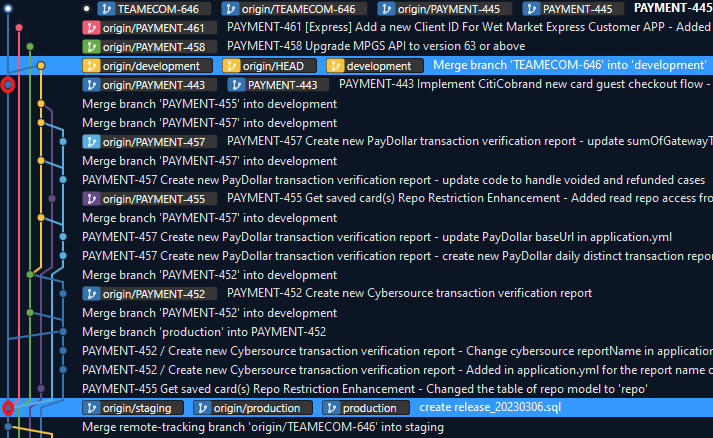 TEAMECOM-646 origin/TEAMECOM-646 origin/PAYMENT-445 PAYMENT-445 PAYMENT-445
origin/PAYMENT-461 PAYMENT-461 [Express] Add a new Client ID For Wet Market Express Customer APP - Added
origin/PAYMENT-458 PAYMENT-458 Upgrade MPGS API to version 63 or above
origin/development origin/HEAD development Merge branch 'TEAMECOM-646' into 'development'
origin/PAYMENT-443 PAYMENT-443 PAYMENT-443 Implement CitiCobrand new card guest checkout flow -
Merge branch 'PAYMENT-455' into development
Merge branch 'PAYMENT-457' into development
origin/PAYMENT-457 PAYMENT-457 Create new PayDollar transaction verification report - update sumOfGatewayT
Merge branch 'PAYMENT-457' into development
PAYMENT-457 Create new PayDollar transaction verification report - update code to handle voided and refunded cases
origin/PAYMENT-455 PAYMENT-455 Get saved card(s) Repo Restriction Enhancement - Added read repo access fro
Merge branch 'PAYMENT-457' into development
PAYMENT-457 Create new PayDollar transaction verification report - update PayDollar baseUrl in application.yml
PAYMENT-457 Create new PayDollar transaction verification report - create new PayDollar daily distinct transaction repo
Merge branch 'PAYMENT-452' into development
origin/PAYMENT-452 PAYMENT-452 Create new Cybersource transaction verification report
Merge branch 'PAYMENT-452' into development
Merge branch 'production' into PAYMENT-452
PAYMENT-452 / Create new Cybersource transaction verification report - Change cybersource reportName in application
PAYMENT-452 / Create new Cybersource transaction verification report - Added in application.yml for the report name o
PAYMENT-455 Get saved card(s) Repo Restriction Enhancement - Changed the table of repo model to 'repo'
origin/staging origin/production production create release_20230306.sql
Merge remote-tracking branch 'origin/TEAMECOM-646' into staging